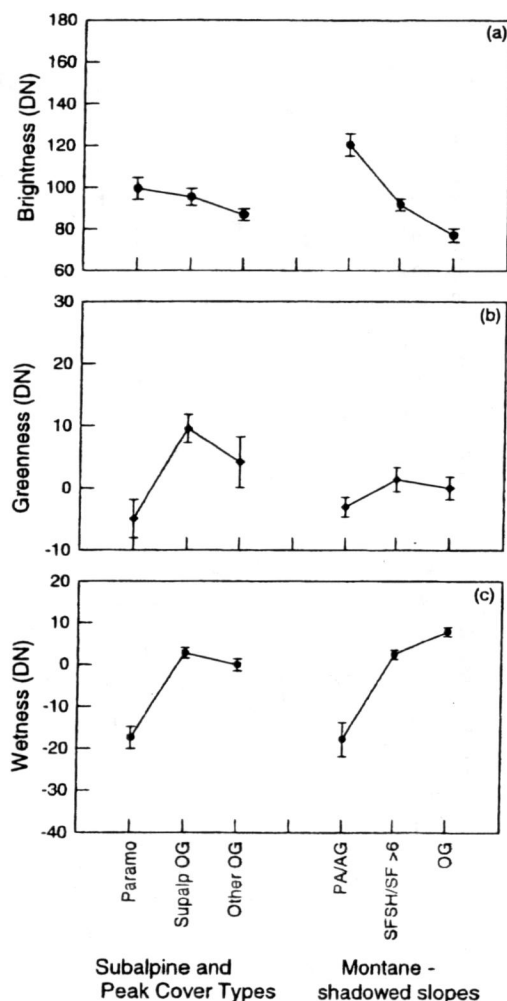 (a)
180
160
140
120
100
80
60
Brightness (DN)
(b)
30
20
10
0
-10
Greenness (DN)
(c)
20
10
0
-10
-20
-30
-40
Wetness (DN)
Paramo
Supalp OG
Other OG
PA/AG
SFSH/SF >6
OG
Subalpine and
Peak Cover Types
Montane -
shadowed slopes